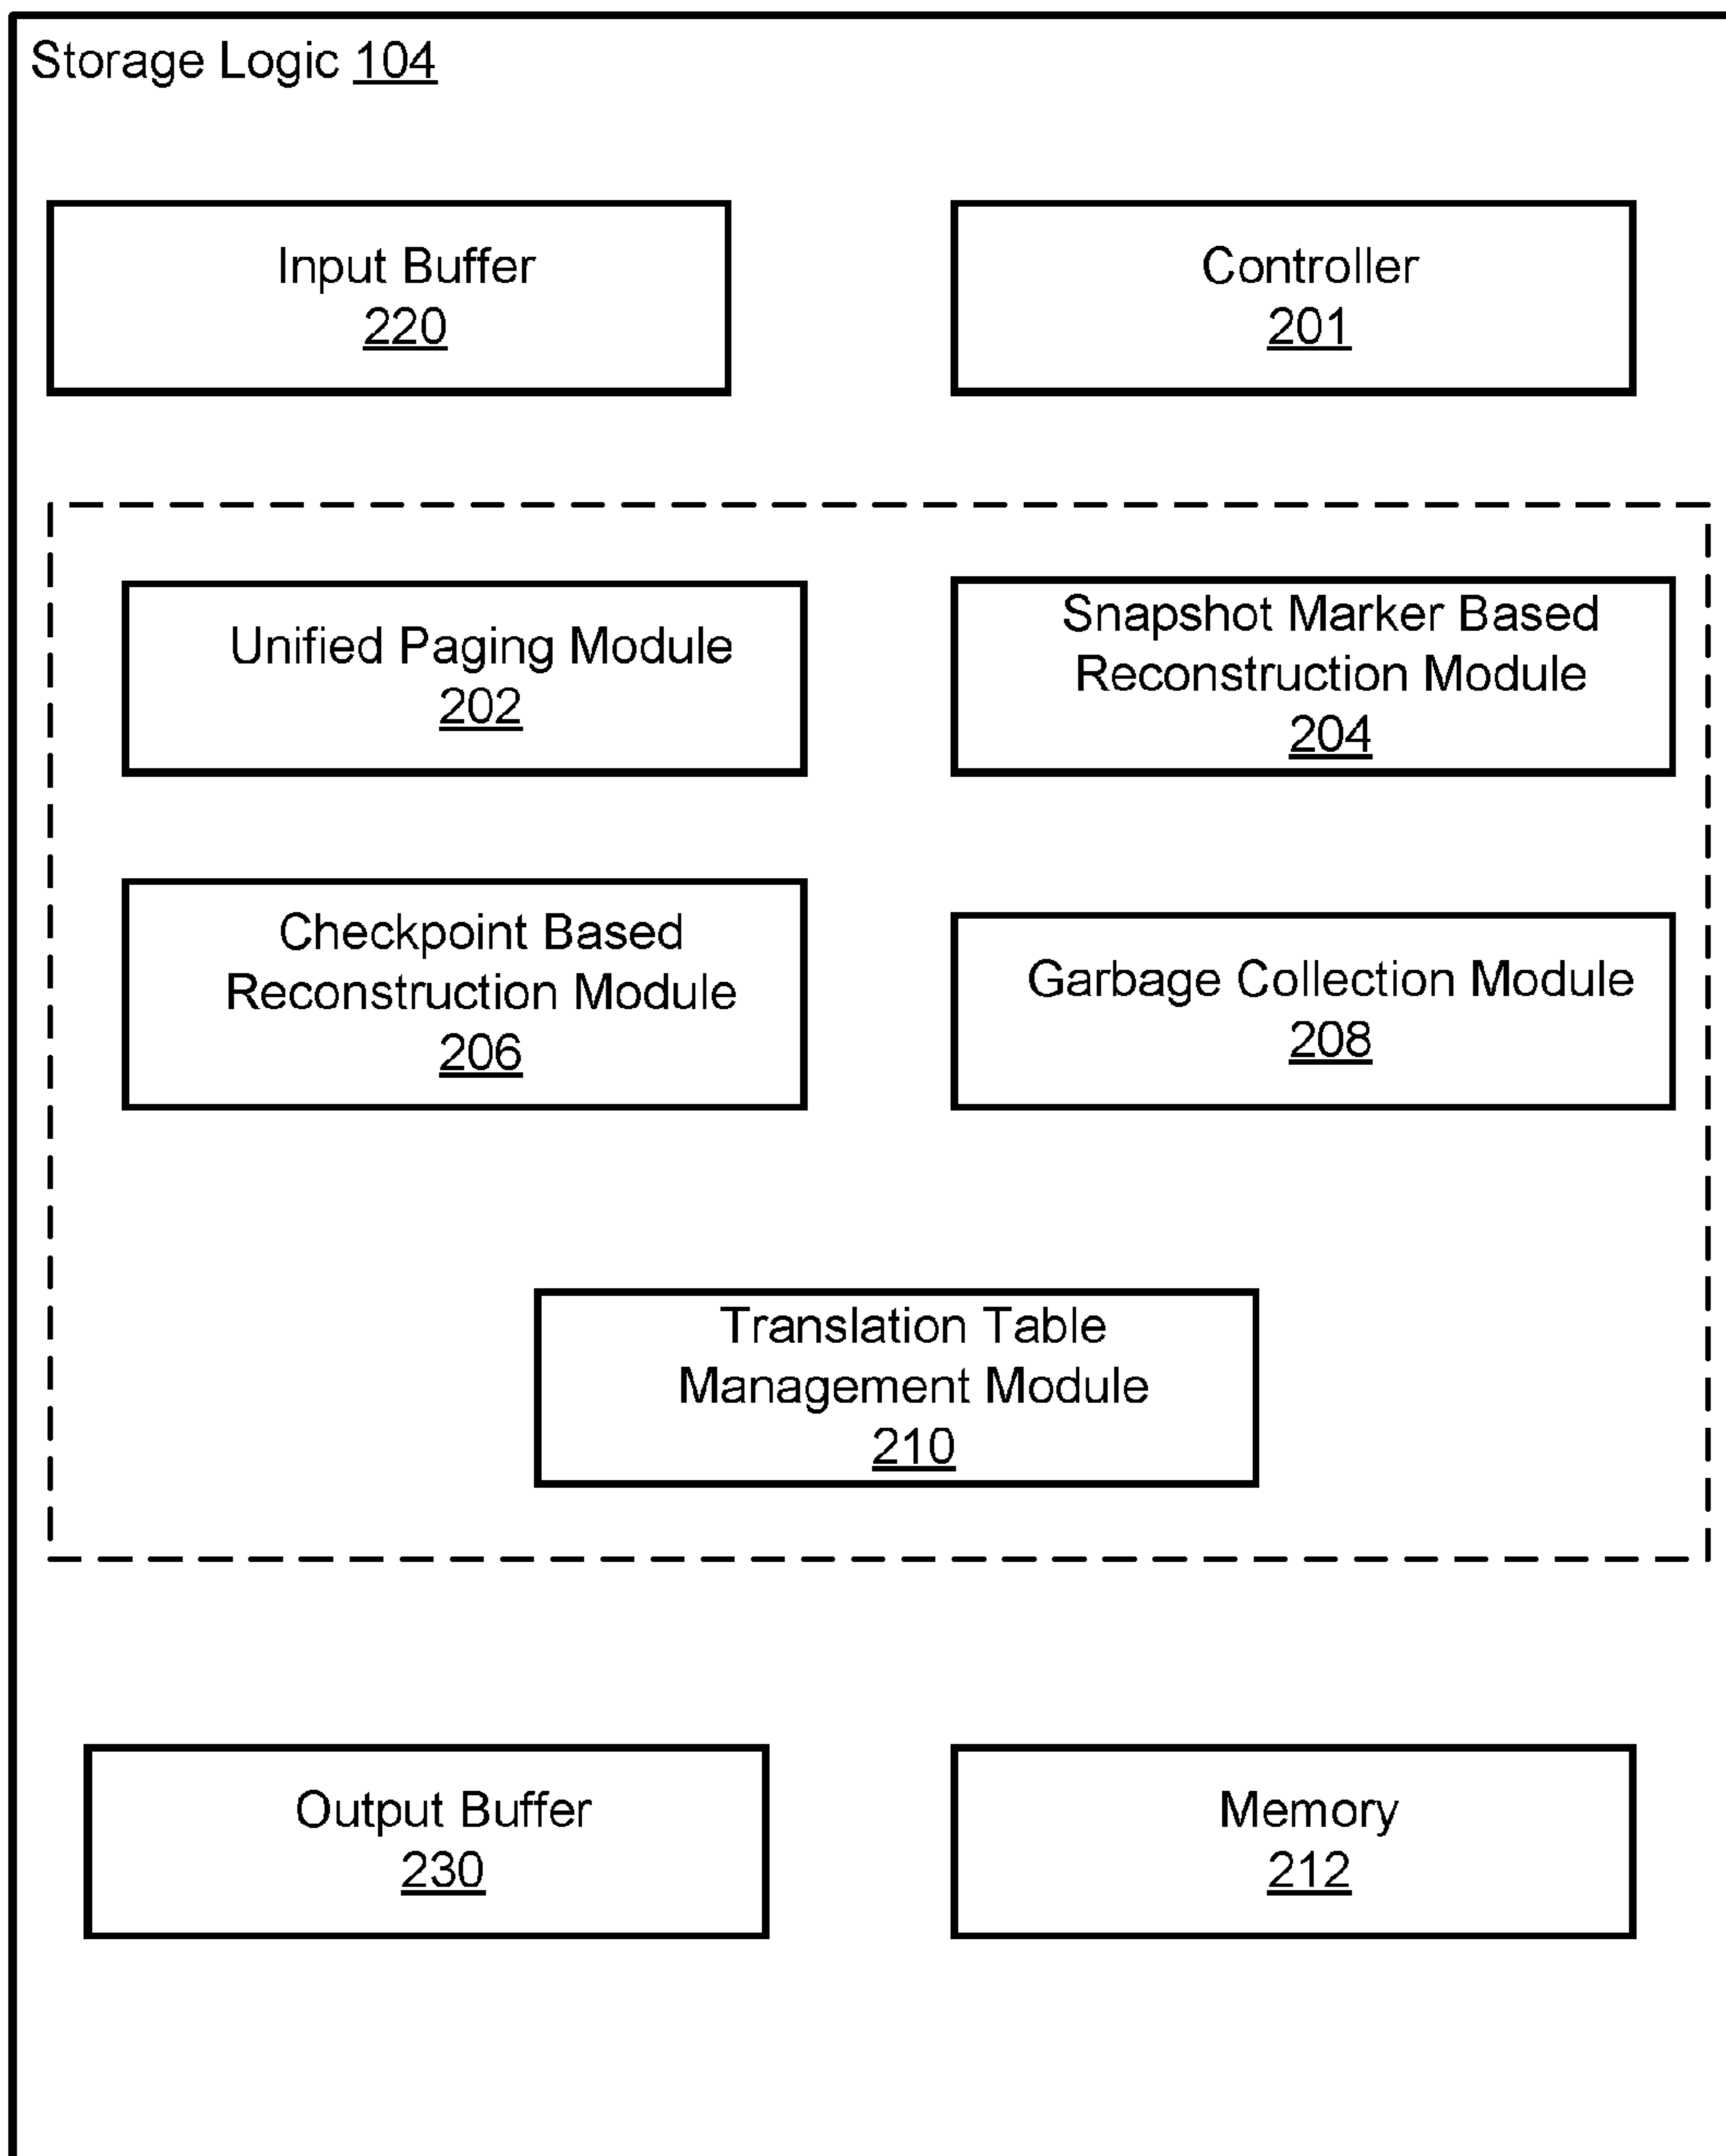 Storage Logic 104
Input Buffer
220
Controller
201
Unified Paging Module
202
Snapshot Marker Based
Reconstruction Module
204
Checkpoint Based
Reconstruction Module
206
Garbage Collection Module
208
Translation Table
Management Module
210
Output Buffer
230
Memory
212